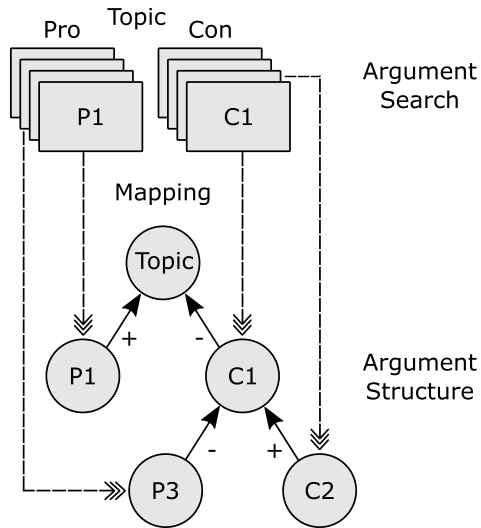 Topic
Pro Con
Argument
Search
P1 C1
Mapping
Topic
+ -
P1 C1
Argument
Structure
- +
P3 C2